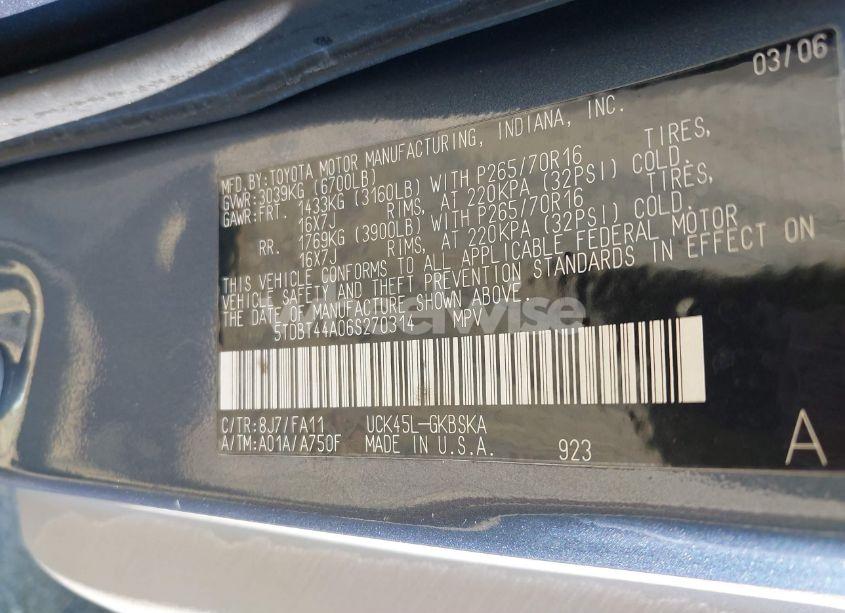 03/06
MFD.BY:TOYOTA MOTOR MANUFACTURING, INDIANA, INC.
GVWR:3039KG (6700LB)
GAWR:FRT. 1433KG (3160LB) WITH P265/70R16 TIRES,
16X7J RIMS, AT 220KPA (32PSI) COLD.
RR. 1769KG (3900LB) WITH P265/70R16 TIRES,
16X7J RIMS, AT 220KPA (32PSI) COLD.
THIS VEHICLE CONFORMS TO ALL APPLICABLE FEDERAL MOTOR
VEHICLE SAFETY AND THEFT PREVENTION STANDARDS IN EFFECT ON
THE DATE OF MANUFACTURE SHOWN ABOVE.
5TDBT44AC6S270314 MPV
C/TR:8J7/FA11 UCK45L-GKBSKA
A/TM:A01A/A750F MADE IN U.S.A. 923
A